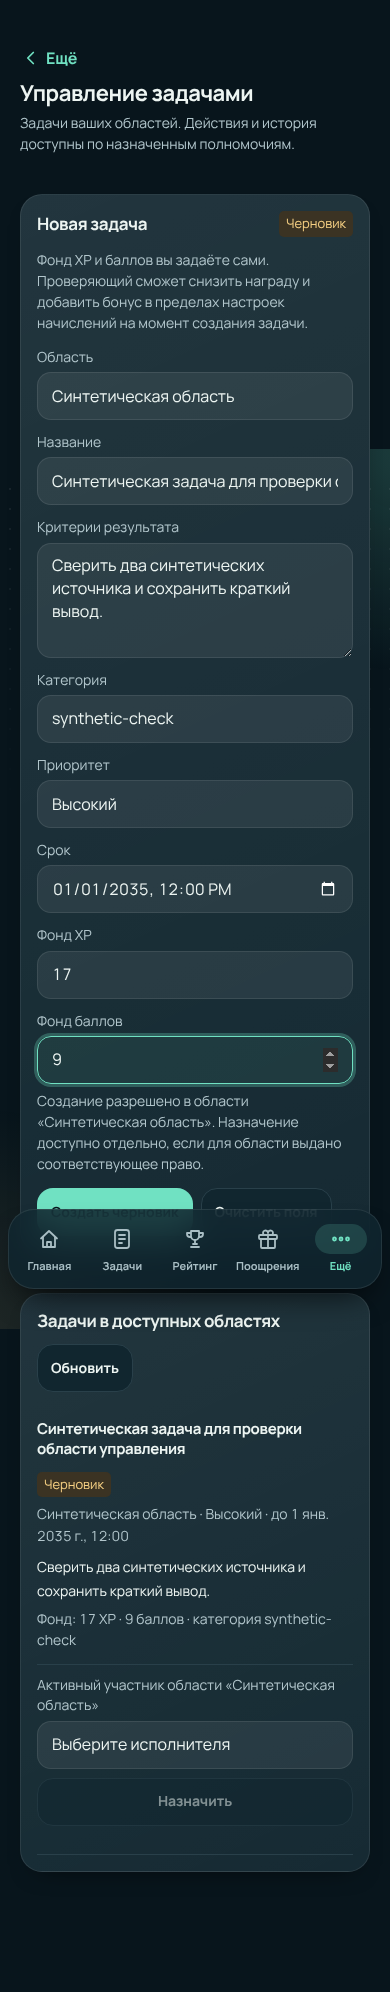 Ещё
Управление задачами
Задачи ваших областей. Действия и история
доступны по назначенным полномочиям.
Новая задача
Черновик
Фонд XP и баллов вы задаёте сами.
Проверяющий сможет снизить награду и
добавить бонус в пределах настроек
начислений на момент создания задачи.
Область
Синтетическая область
Название
Синтетическая задача для проверки
Критерии результата
Сверить два синтетических
источника и сохранить краткий
вывод.
Категория
synthetic-check
Приоритет
Высокий
Срок
01/01/2035, 12:00 PM
Фонд XP
17
Фонд баллов
9
Создание разрешено в области
«Синтетическая область». Назначение
доступно отдельно, если для области выдано
соответствующее право.
Создать черновик
Очистить поля
Главная
Задачи
Рейтинг
Поощрения
Ещё
Задачи в доступных областях
Обновить
Синтетическая задача для проверки
области управления
Черновик
Синтетическая область · Высокий · до 1 янв.
2035 г., 12:00
Сверить два синтетических источника и
сохранить краткий вывод.
Фонд: 17 XP · 9 баллов · категория synthetic-
check
Активный участник области «Синтетическая
область»
Выберите исполнителя
Назначить